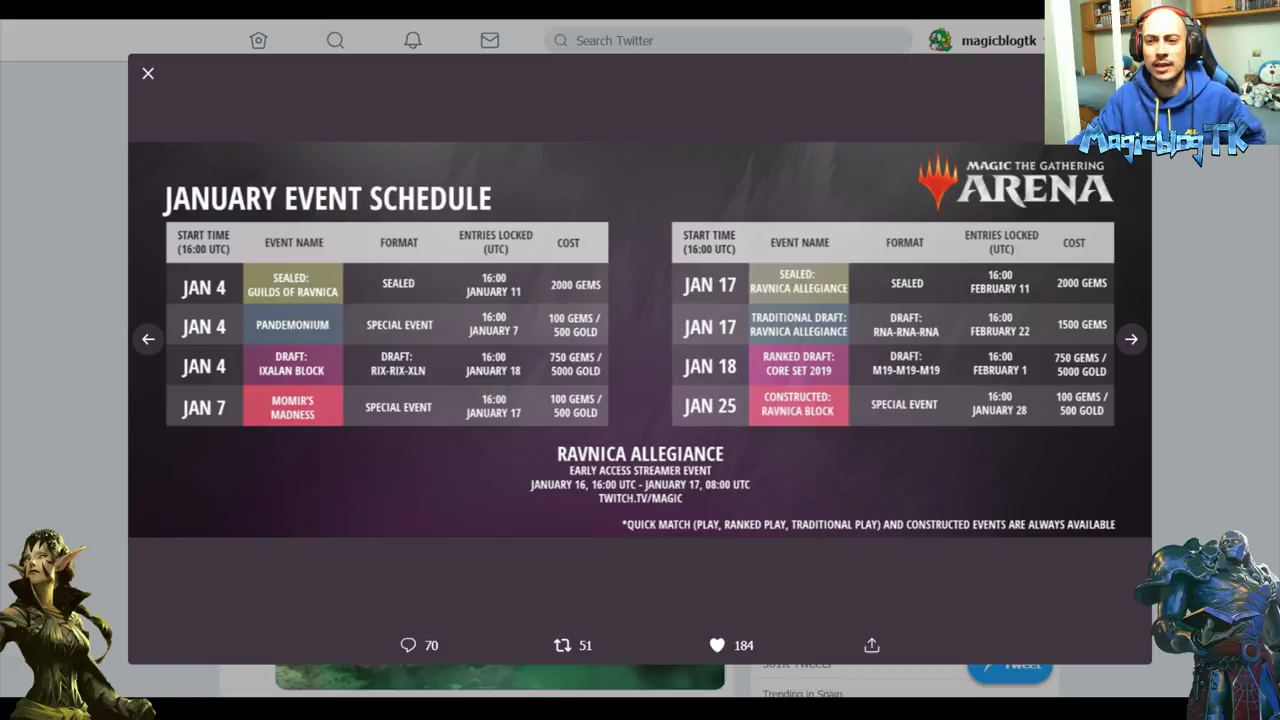 Search Twitter
magicblogtk
MagicblogTK
MAGIC THE GATHERING
ARENA
JANUARY EVENT SCHEDULE
START TIME
(16:00 UTC)
EVENT NAME
FORMAT
ENTRIES LOCKED
(UTC)
COST
JAN 4
SEALED:
GUILDS OF RAVNICA
SEALED
16:00
JANUARY 11
2000 GEMS
JAN 4
PANDEMONIUM
SPECIAL EVENT
16:00
JANUARY 7
100 GEMS /
500 GOLD
JAN 4
DRAFT:
IXALAN BLOCK
DRAFT:
RIX-RIX-XLN
16:00
JANUARY 18
750 GEMS /
5000 GOLD
JAN 7
MOMIR'S
MADNESS
SPECIAL EVENT
16:00
JANUARY 17
100 GEMS /
500 GOLD
START TIME
(16:00 UTC)
EVENT NAME
FORMAT
ENTRIES LOCKED
(UTC)
COST
JAN 17
SEALED:
RAVNICA ALLEGIANCE
SEALED
16:00
FEBRUARY 11
2000 GEMS
JAN 17
TRADITIONAL DRAFT:
RAVNICA ALLEGIANCE
DRAFT:
RNA-RNA-RNA
16:00
FEBRUARY 22
1500 GEMS
JAN 18
RANKED DRAFT:
CORE SET 2019
DRAFT:
M19-M19-M19
16:00
FEBRUARY 1
750 GEMS /
5000 GOLD
JAN 25
CONSTRUCTED:
RAVNICA BLOCK
SPECIAL EVENT
16:00
JANUARY 28
100 GEMS /
500 GOLD
RAVNICA ALLEGIANCE
EARLY ACCESS STREAMER EVENT
JANUARY 16, 16:00 UTC - JANUARY 17, 08:00 UTC
TWITCH.TV/MAGIC
*QUICK MATCH (PLAY, RANKED PLAY, TRADITIONAL PLAY) AND CONSTRUCTED EVENTS ARE ALWAYS AVAILABLE
70
51
184
Tweets
Tweet
Trending in Spain